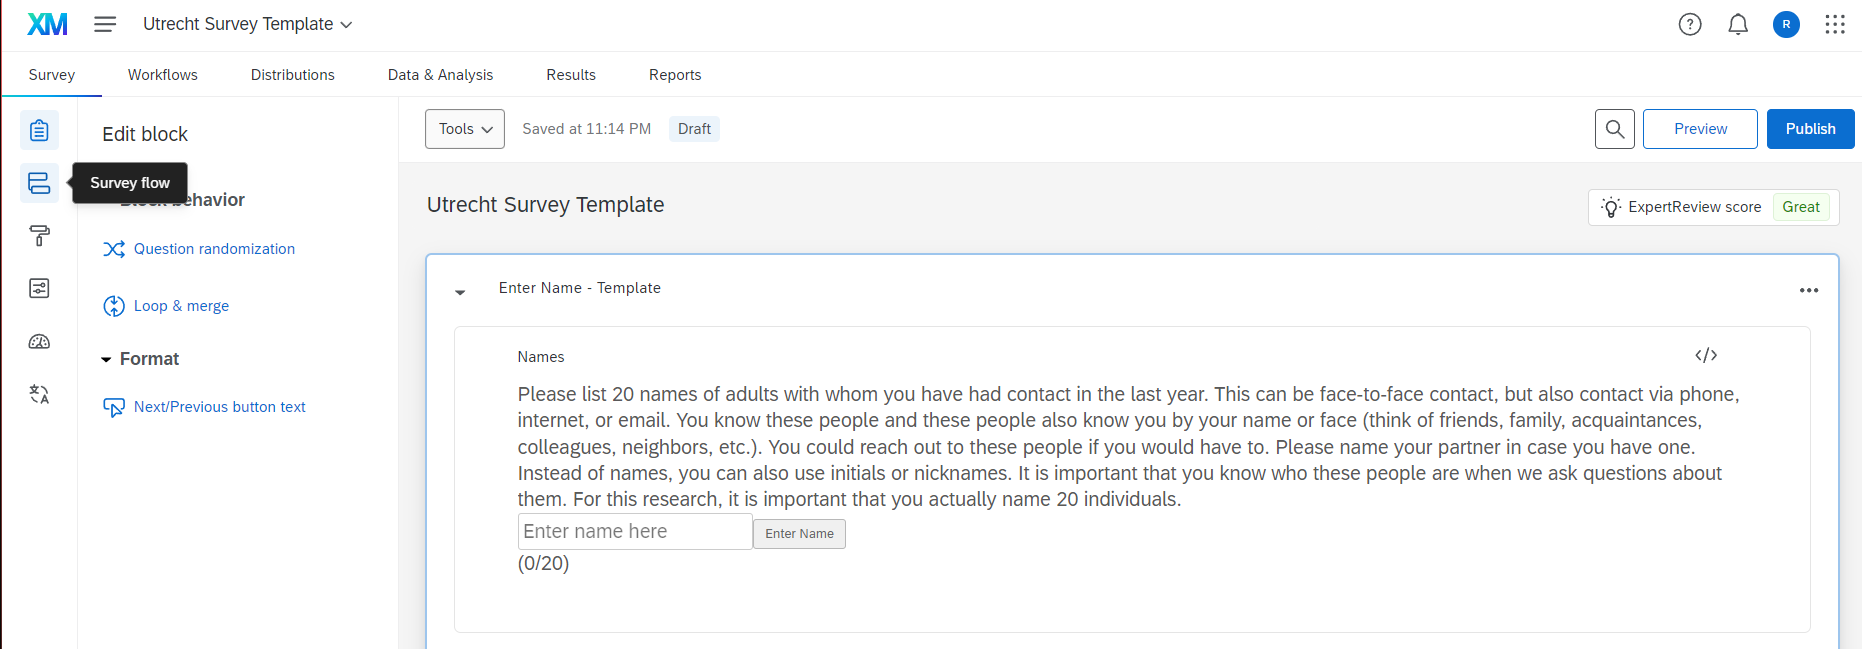 XM
Utrecht Survey Template
?
R
Survey
Workflows
Distributions
Data & Analysis
Results
Reports
Edit block
Survey flow
Block behavior
Question randomization
Loop & merge
Format
Next/Previous button text
Tools
Saved at 11:14 PM
Draft
Preview
Publish
Utrecht Survey Template
ExpertReview score
Great
Enter Name - Template
Names
</>
Please list 20 names of adults with whom you have had contact in the last year. This can be face-to-face contact, but also contact via phone,
internet, or email. You know these people and these people also know you by your name or face (think of friends, family, acquaintances,
colleagues, neighbors, etc.). You could reach out to these people if you would have to. Please name your partner in case you have one.
Instead of names, you can also use initials or nicknames. It is important that you know who these people are when we ask questions about
them. For this research, it is important that you actually name 20 individuals.
Enter name here
Enter Name
(0/20)